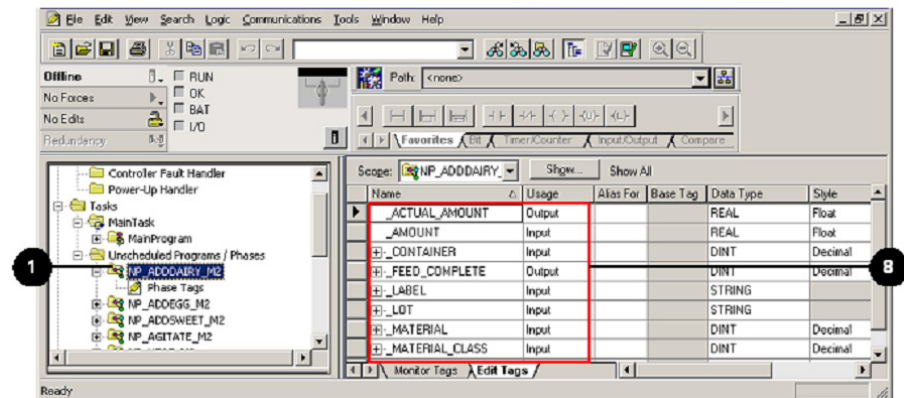 File Edit View Search Logic Communications Tools Window Help
Offline
RUN
No Forces
OK
No Edits
BAT
Redundancy
I/O
Path: <none>
Favorites Bit Timer/Counter Input/Output Compare
Controller Fault Handler
Power-Up Handler
Tasks
MainTask
MainProgram
Unscheduled Programs / Phases
1
NP_ADDDAIRY_M2
Phase Tags
NP_ADDEGG_M2
NP_ADDSWEET_M2
NP_AGITATE_M2
Scope: NP_ADDDAIRY_ Show... Show All
Name Usage Alias For Base Tag Data Type Style
_ACTUAL_AMOUNT Output REAL Float
_AMOUNT Input REAL Float
_CONTAINER Input DINT Decimal
_FEED_COMPLETE Output DINT Decimal
8
_LABEL Input STRING
_LOT Input STRING
_MATERIAL Input DINT Decimal
_MATERIAL_CLASS Input DINT Decimal
Monitor Tags Edit Tags
Ready